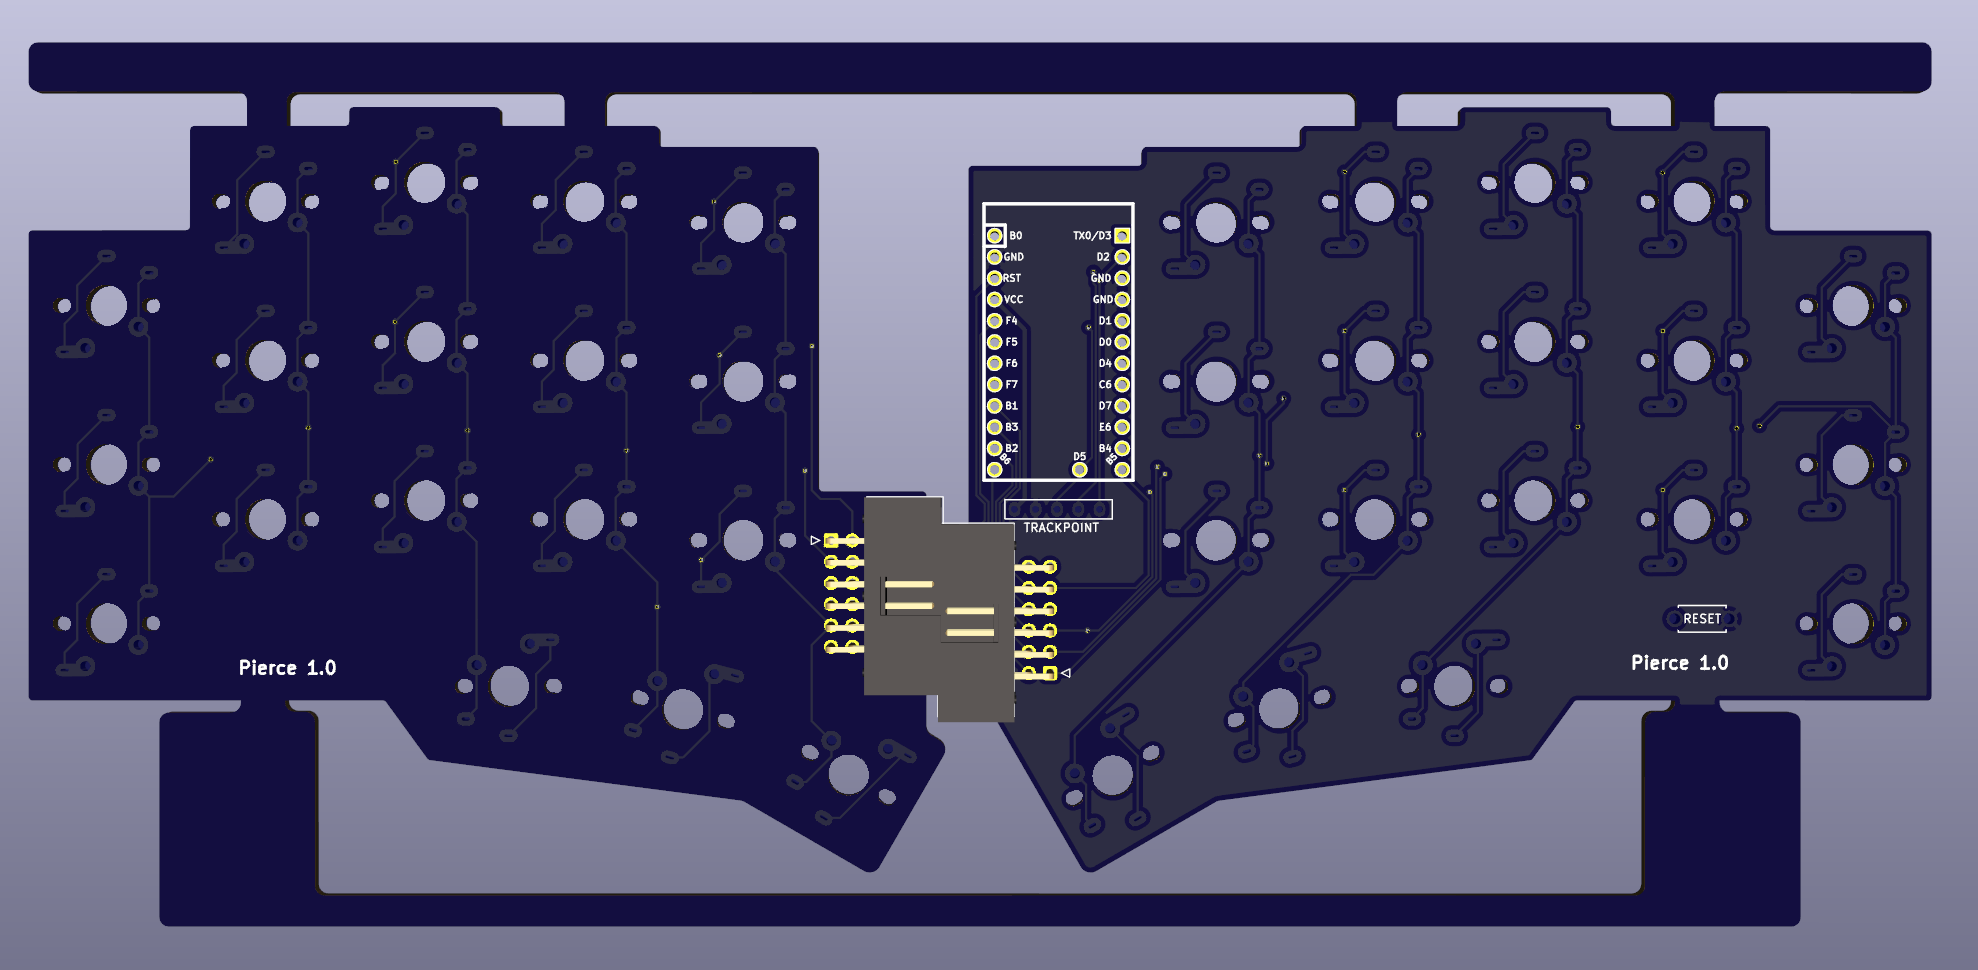 B0 TX0/D3
GND D2
RST GND
VCC GND
F4 D1
F5 D0
F6 D4
F7 C6
B1 D7
B3 E6
B2 B4
B6 D5 B5
TRACKPOINT
RESET
Pierce 1.0
Pierce 1.0